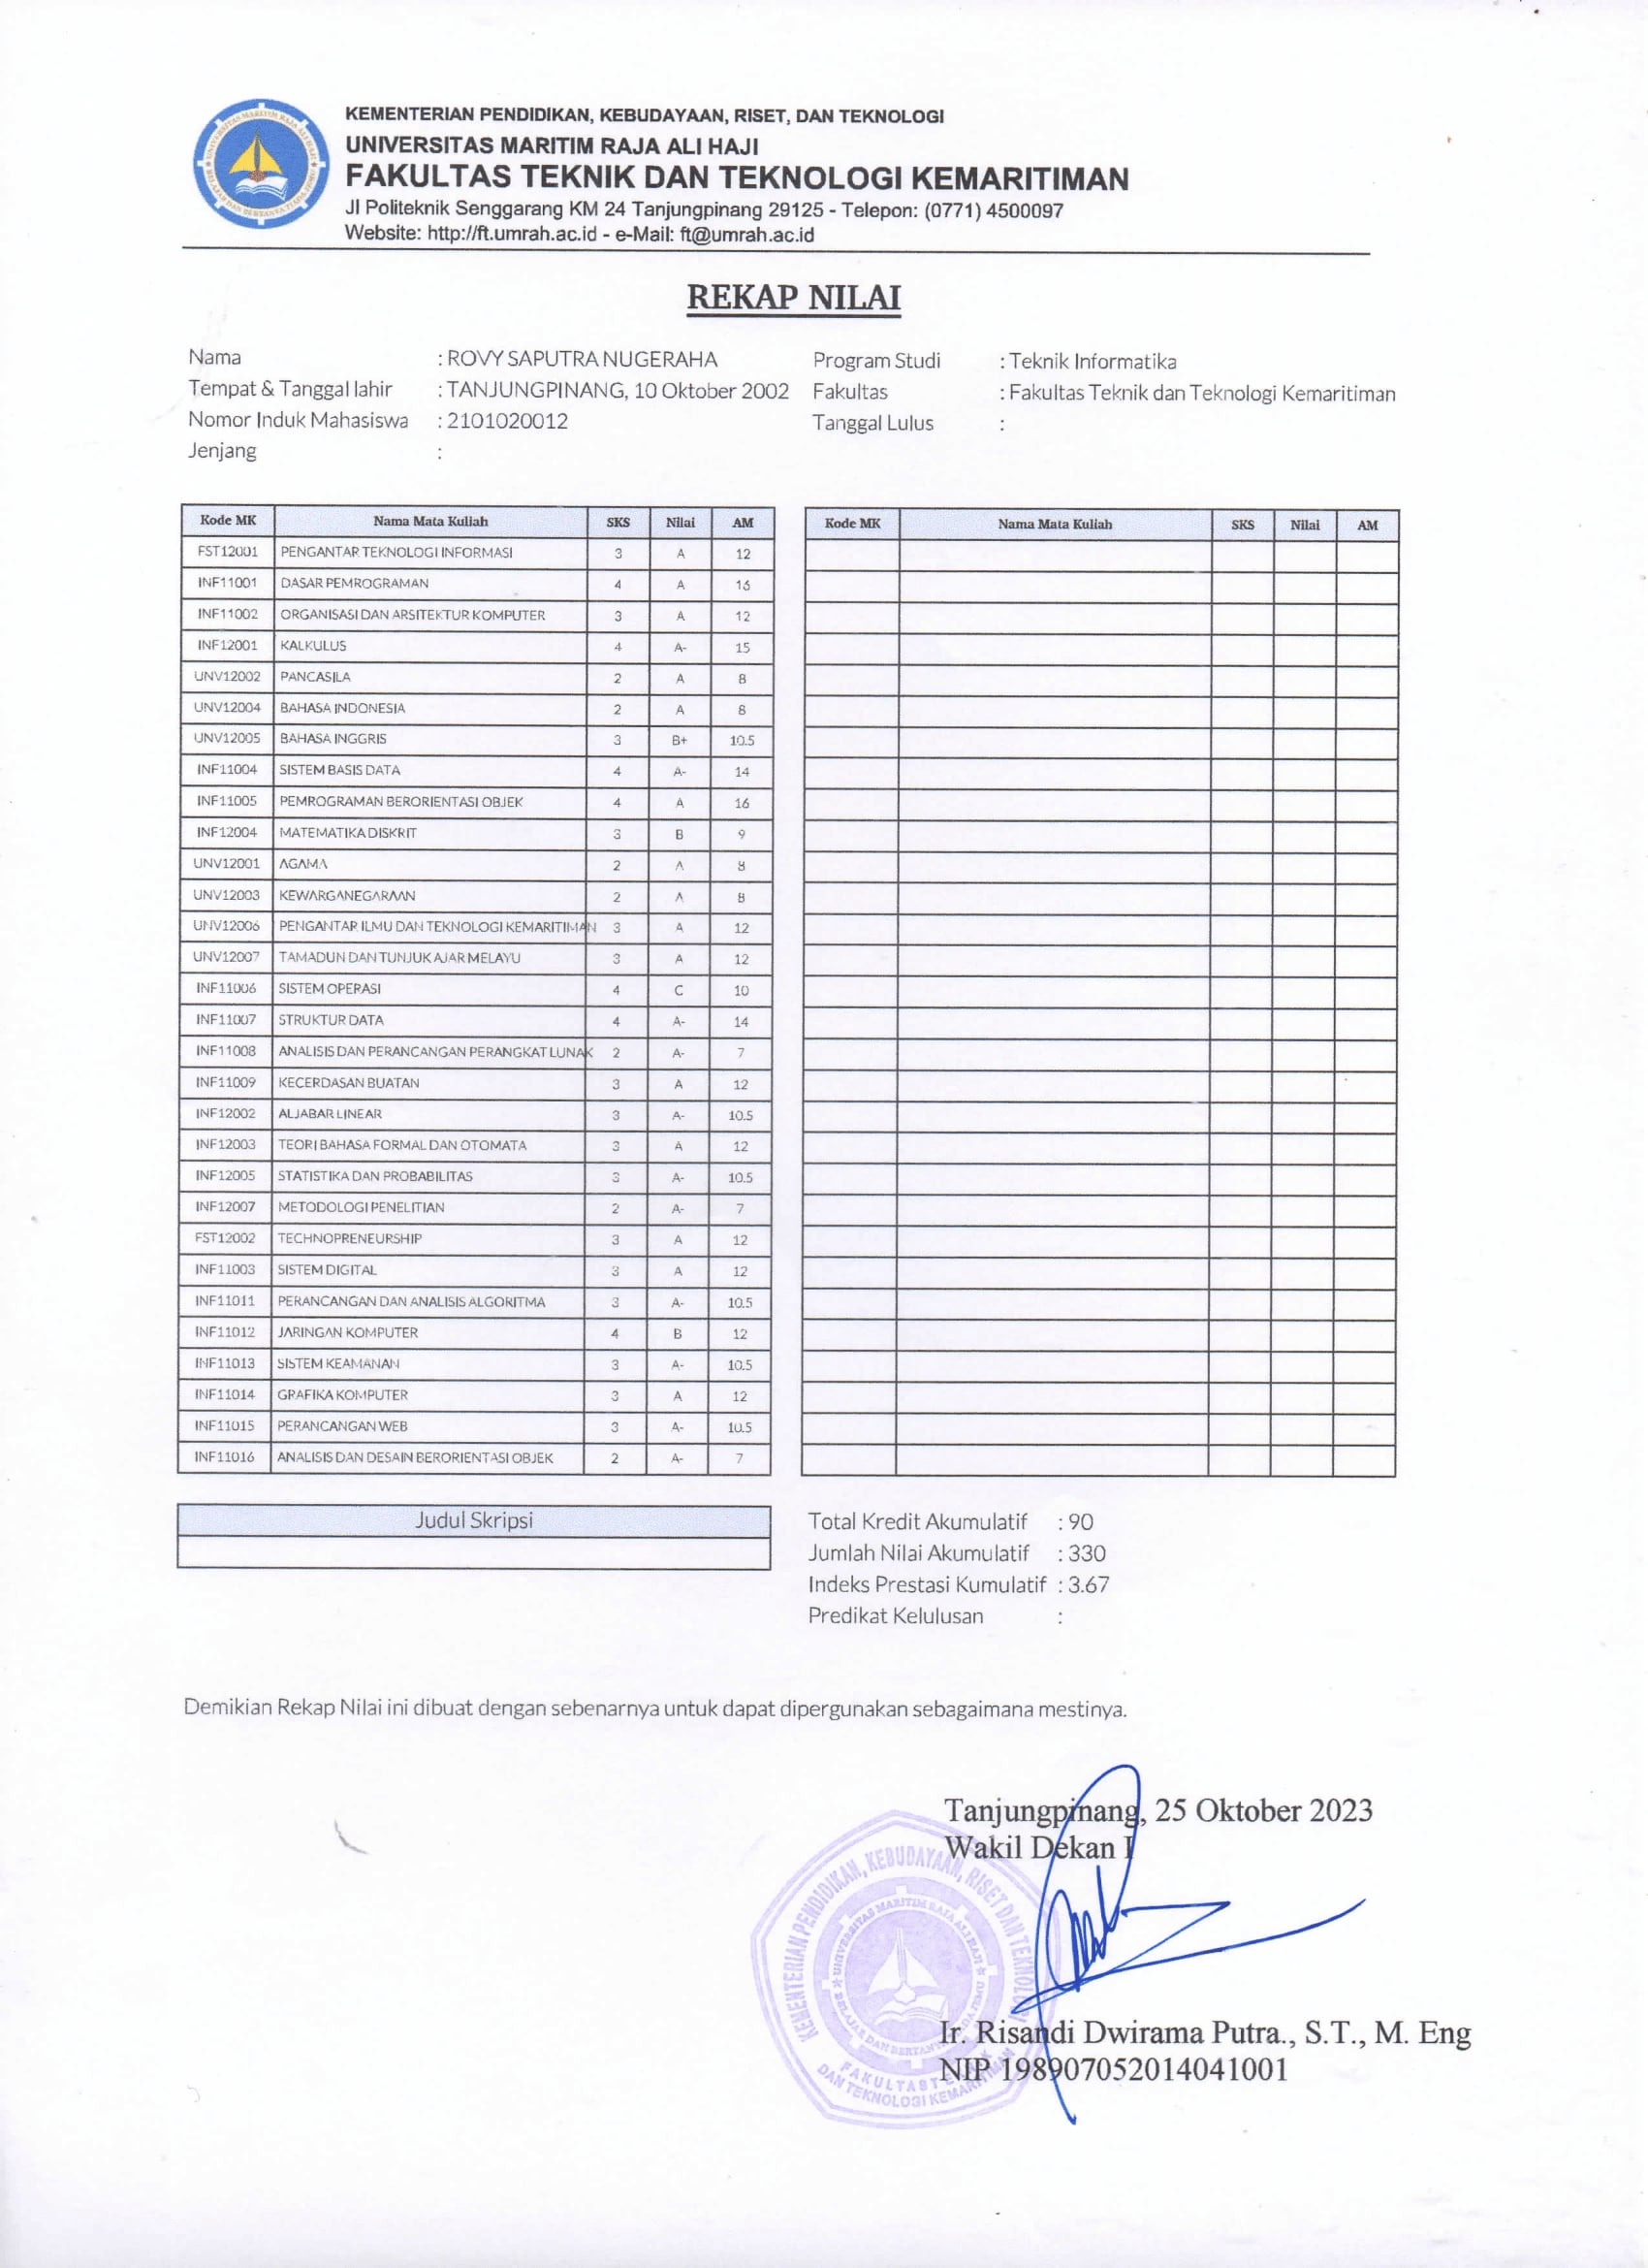 KEMENTERIAN PENDIDIKAN, KEBUDAYAAN, RISET, DAN TEKNOLOGI
UNIVERSITAS MARITIM RAJA ALI HAJI
FAKULTAS TEKNIK DAN TEKNOLOGI KEMARITIMAN
Jl Politeknik Senggarang KM 24 Tanjungpinang 29125 - Telepon: (0771) 4500097
Website: http://ft.umrah.ac.id - e-Mail: ft@umrah.ac.id
REKAP NILAI
Nama : ROVY SAPUTRA NUGERAHA Program Studi : Teknik Informatika
Tempat & Tanggal lahir : TANJUNGPINANG, 10 Oktober 2002 Fakultas : Fakultas Teknik dan Teknologi Kemaritiman
Nomor Induk Mahasiswa : 2101020012 Tanggal Lulus :
Jenjang :
Kode MK Nama Mata Kuliah SKS Nilai AM Kode MK Nama Mata Kuliah SKS Nilai AM
FST12001 PENGANTAR TEKNOLOGI INFORMASI 3 A 12
INF11001 DASAR PEMROGRAMAN 4 A 16
INF11002 ORGANISASI DAN ARSITEKTUR KOMPUTER 3 A 12
INF12001 KALKULUS 4 A- 15
UNV12002 PANCASILA 2 A 8
UNV12004 BAHASA INDONESIA 2 A 8
UNV12005 BAHASA INGGRIS 3 B+ 10.5
INF11004 SISTEM BASIS DATA 4 A- 14
INF11005 PEMROGRAMAN BERORIENTASI OBJEK 4 A 16
INF12004 MATEMATIKA DISKRIT 3 B 9
UNV12001 AGAMA 2 A 8
UNV12003 KEWARGANEGARAAN 2 A 8
UNV12006 PENGANTAR ILMU DAN TEKNOLOGI KEMARITIMAN 3 A 12
UNV12007 TAMADUN DAN TUNJUK AJAR MELAYU 3 A 12
INF11006 SISTEM OPERASI 4 C 10
INF11007 STRUKTUR DATA 4 A- 14
INF11008 ANALISIS DAN PERANCANGAN PERANGKAT LUNAK 2 A- 7
INF11009 KECERDASAN BUATAN 3 A 12
INF12002 ALJABAR LINEAR 3 A- 10.5
INF12003 TEORI BAHASA FORMAL DAN OTOMATA 3 A 12
INF12005 STATISTIKA DAN PROBABILITAS 3 A- 10.5
INF12007 METODOLOGI PENELITIAN 2 A- 7
FST12002 TECHNOPRENEURSHIP 3 A 12
INF11003 SISTEM DIGITAL 3 A 12
INF11011 PERANCANGAN DAN ANALISIS ALGORITMA 3 A- 10.5
INF11012 JARINGAN KOMPUTER 4 B 12
INF11013 SISTEM KEAMANAN 3 A- 10.5
INF11014 GRAFIKA KOMPUTER 3 A 12
INF11015 PERANCANGAN WEB 3 A- 10.5
INF11016 ANALISIS DAN DESAIN BERORIENTASI OBJEK 2 A- 7
Judul Skripsi
Total Kredit Akumulatif : 90
Jumlah Nilai Akumulatif : 330
Indeks Prestasi Kumulatif : 3.67
Predikat Kelulusan :
Demikian Rekap Nilai ini dibuat dengan sebenarnya untuk dapat dipergunakan sebagaimana mestinya.
Tanjungpinang, 25 Oktober 2023
Wakil Dekan I
KEMENTERIAN PENDIDIKAN, KEBUDAYAAN, RISET DAN TEKNOLOGI
UNIVERSITAS MARITIM RAJA ALI HAJI
FAKULTAS TEKNIK
DAN TEKNOLOGI KEMARITIMAN
Ir. Risandi Dwirama Putra., S.T., M. Eng
NIP 198907052014041001